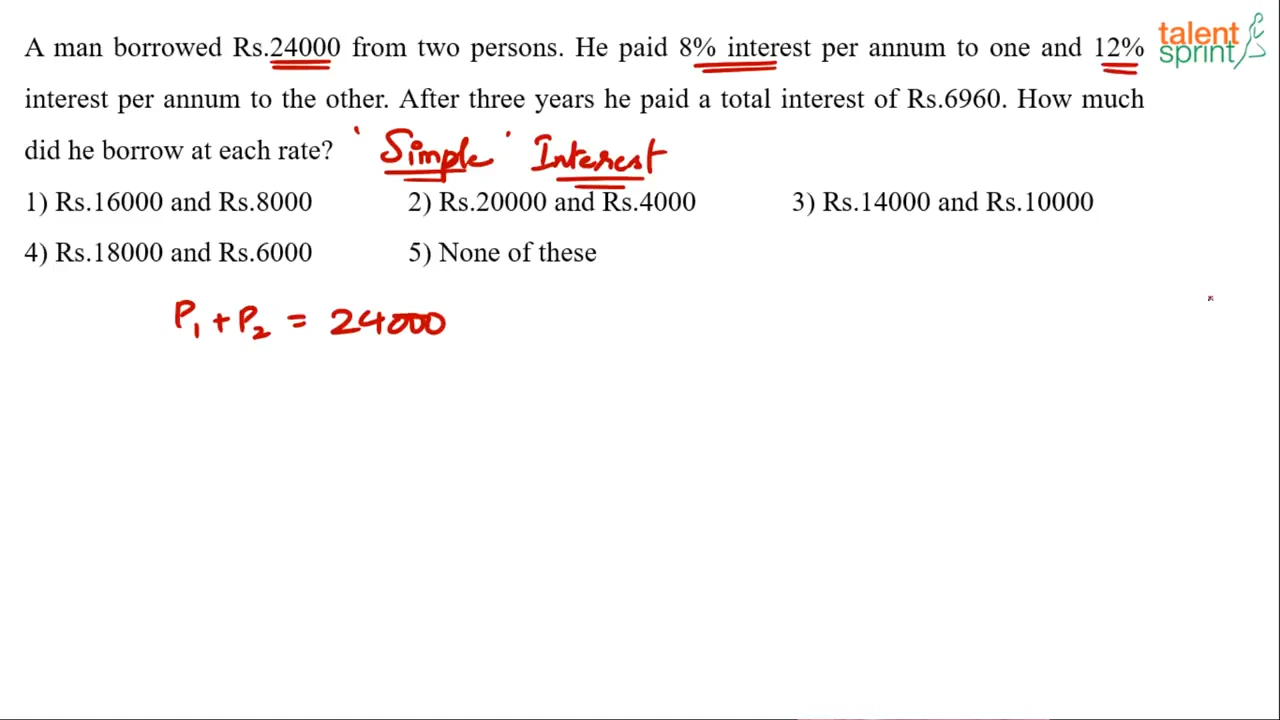 talent
sprint
A man borrowed Rs.24000 from two persons. He paid 8% interest per annum to one and 12%
interest per annum to the other. After three years he paid a total interest of Rs.6960. How much
did he borrow at each rate? 'Simple' Interest
1) Rs.16000 and Rs.8000 2) Rs.20000 and Rs.4000 3) Rs.14000 and Rs.10000
4) Rs.18000 and Rs.6000 5) None of these
P₁ + P₂ = 24000